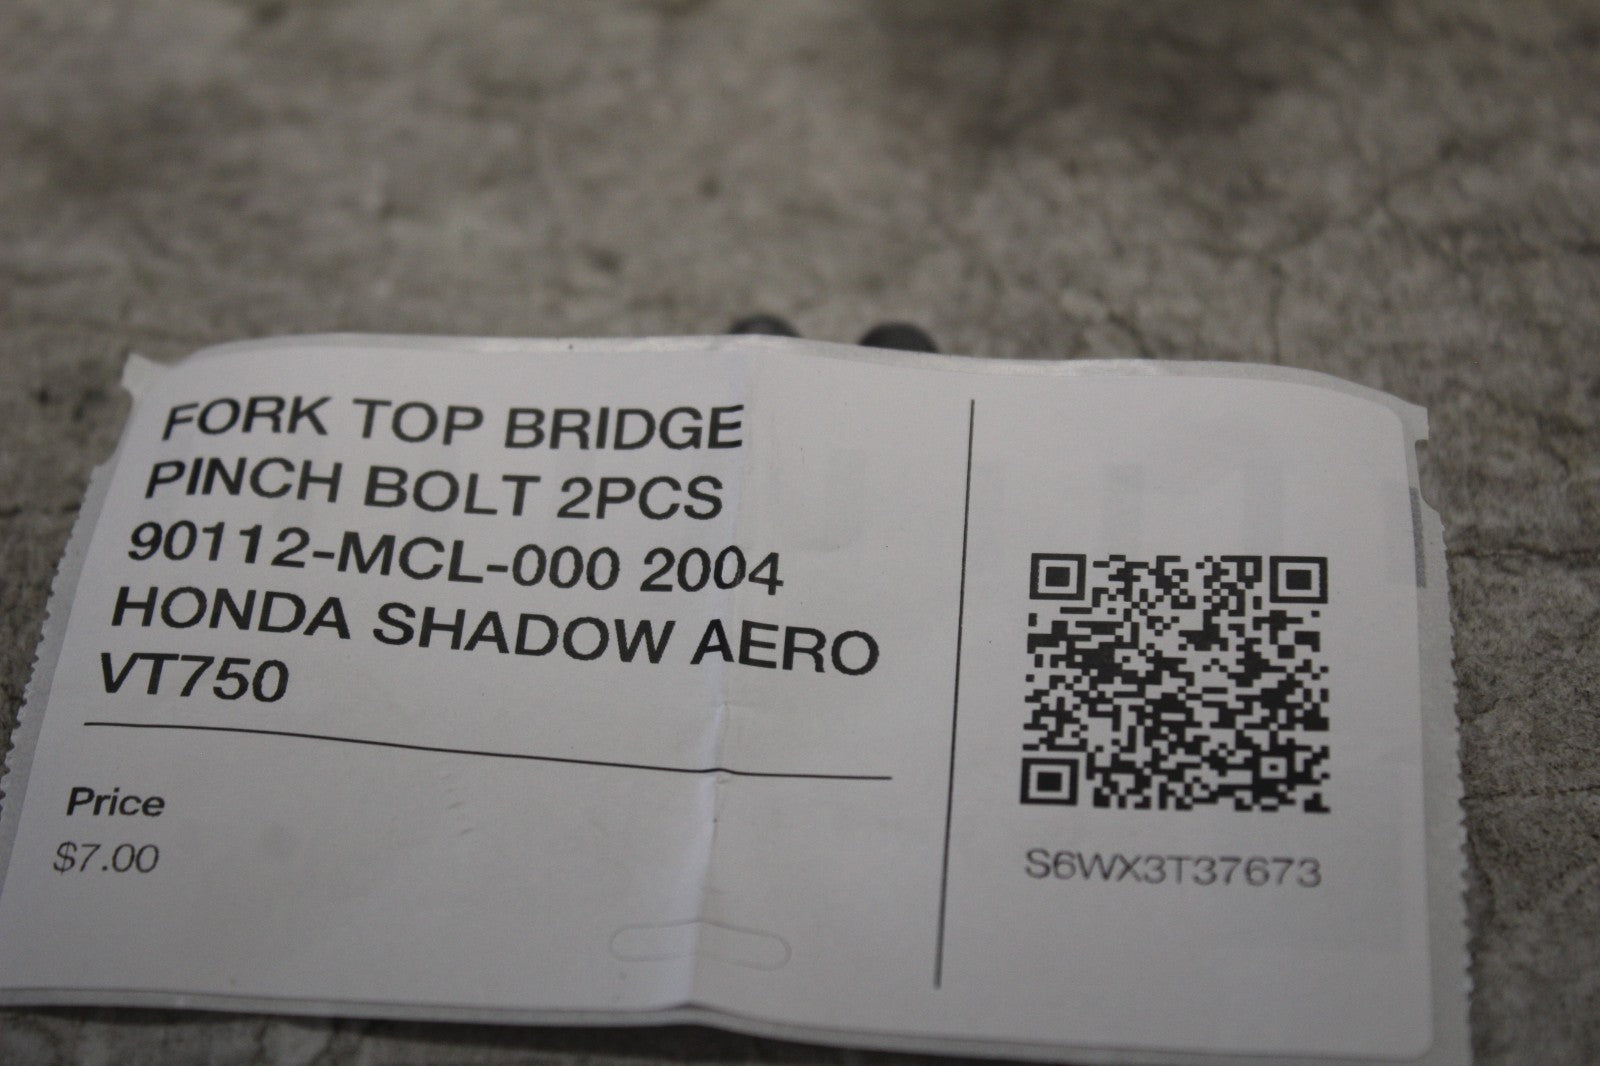 FORK TOP BRIDGE
PINCH BOLT 2PCS
90112-MCL-000 2004
HONDA SHADOW AERO
VT750
Price
$7.00
S6WX3T37673